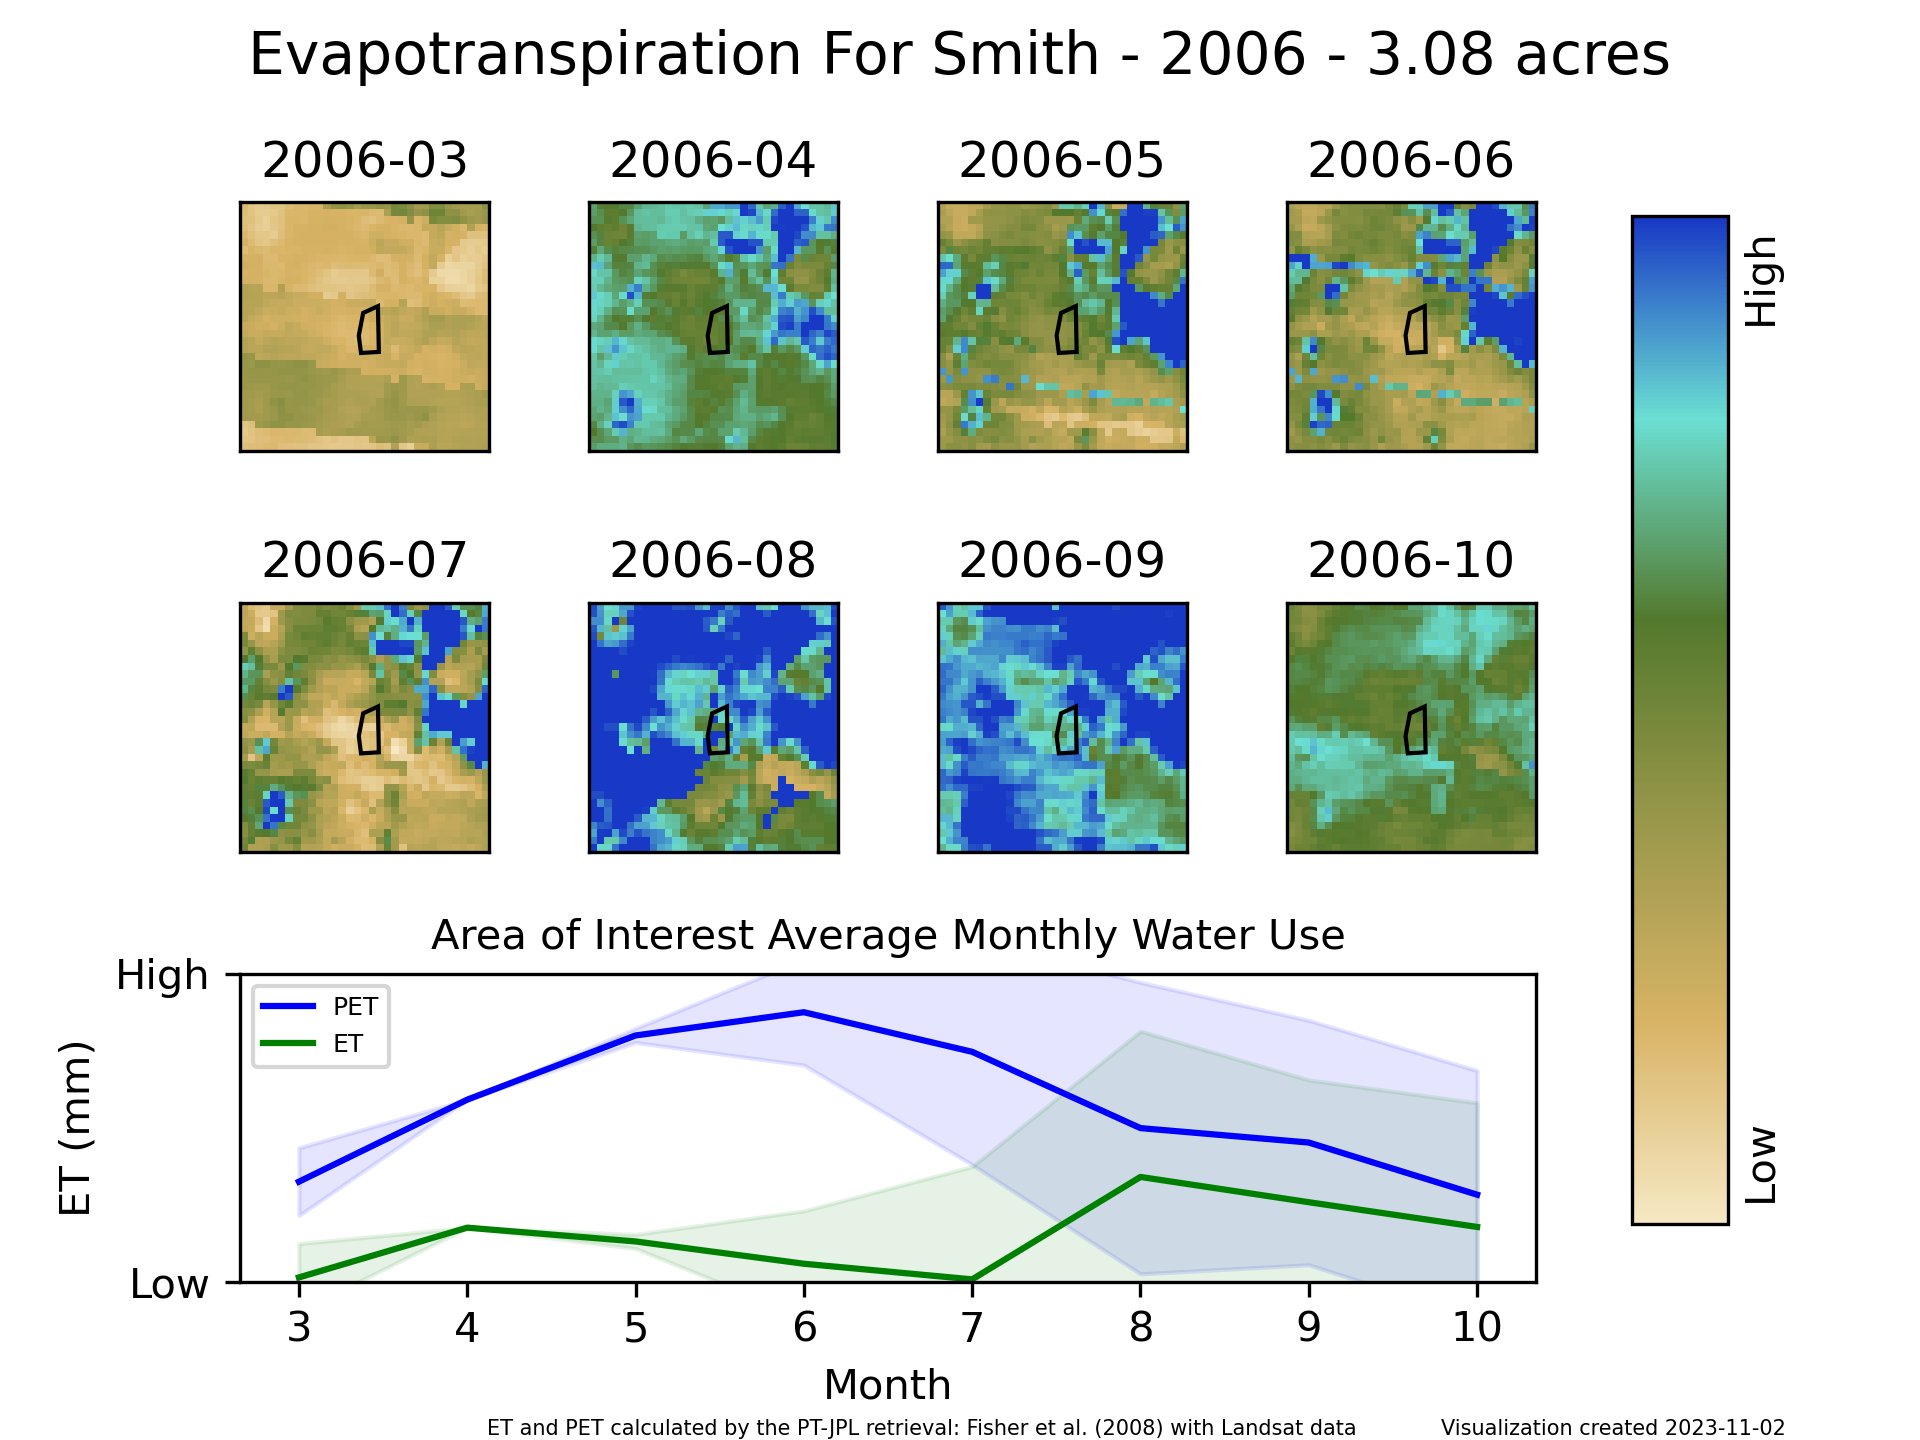 Evapotranspiration For Smith - 2006 - 3.08 acres
2006-03
2006-04
2006-05
2006-06
High
Low
2006-07
2006-08
2006-09
2006-10
Area of Interest Average Monthly Water Use
High
Low
ET (mm)
PET
ET
3
4
5
6
7
8
9
10
Month
ET and PET calculated by the PT-JPL retrieval: Fisher et al. (2008) with Landsat data
Visualization created 2023-11-02